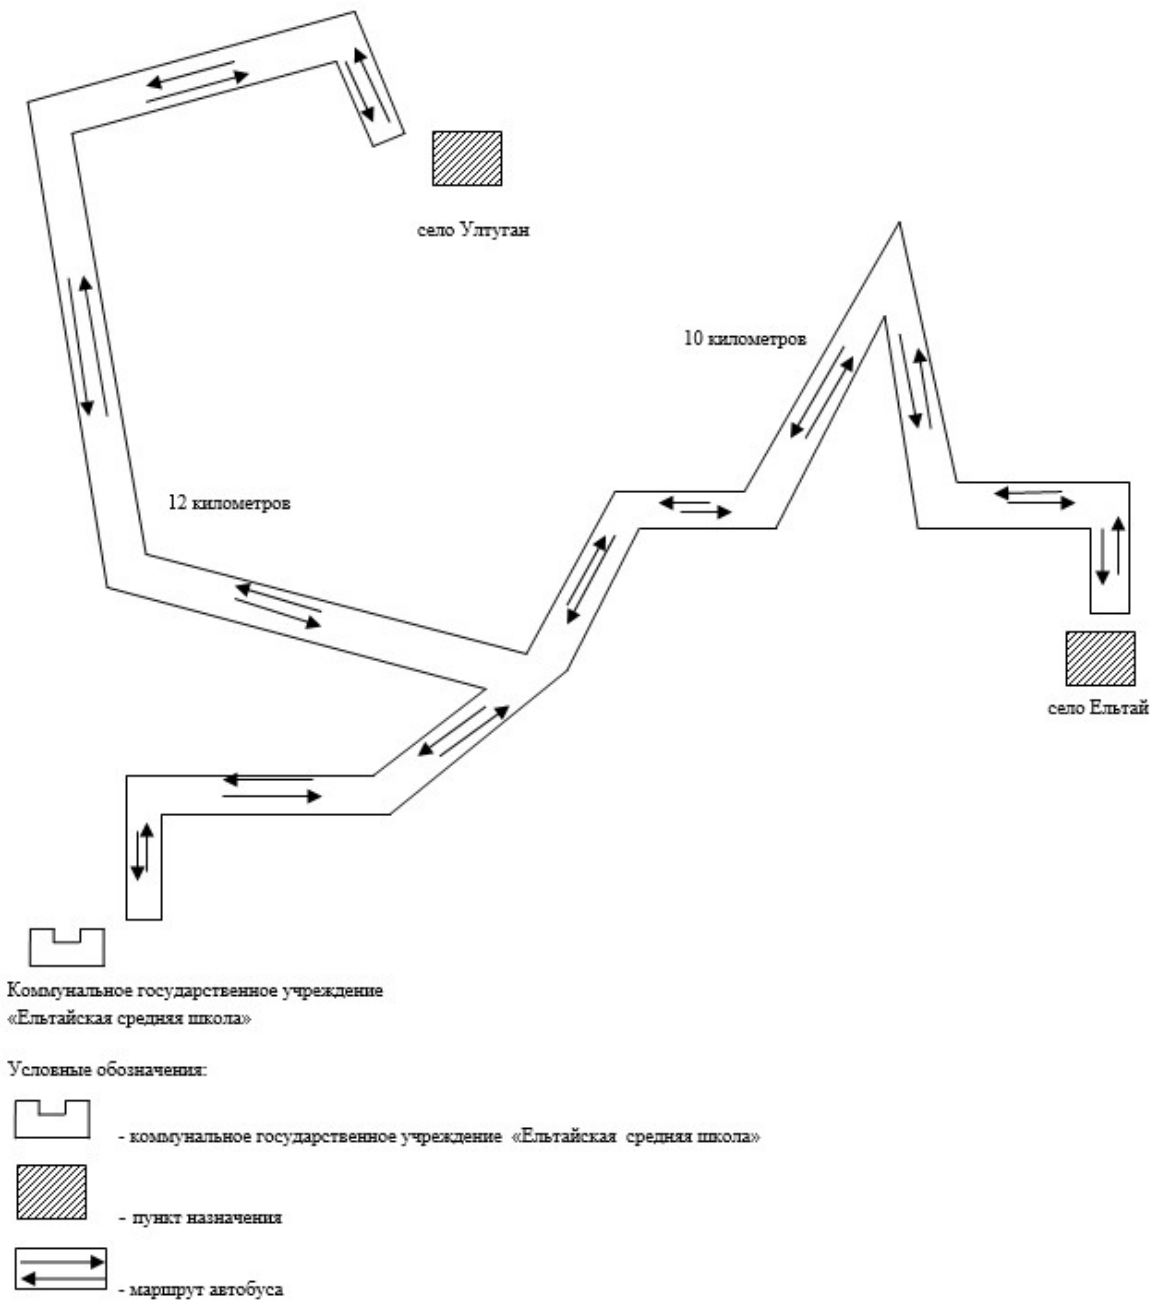 село Ултуган
10 километров
12 километров
село Ельтай
Коммунальное государственное учреждение
«Ельтайская средняя школа»
Условные обозначения:
- коммунальное государственное учреждение «Ельтайская средняя школа»
- пункт назначения
- маршрут автобуса